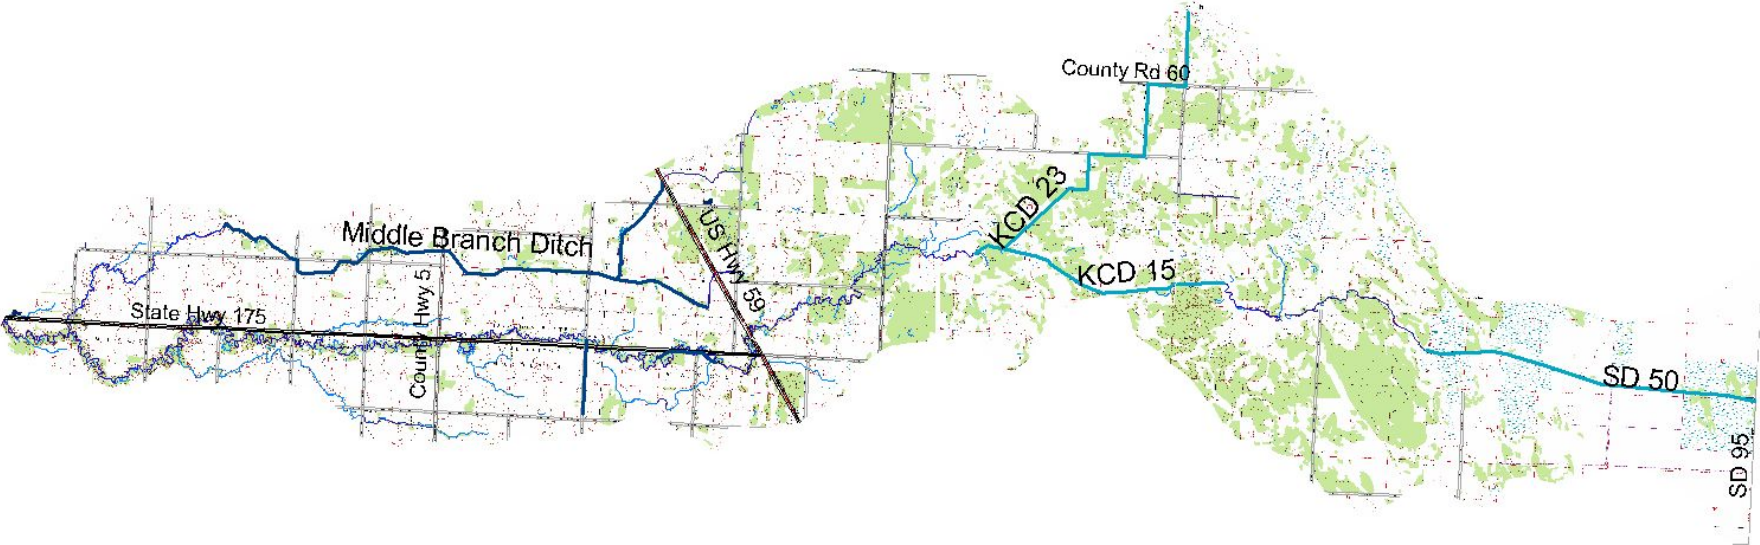 County Rd 60
KCD 23
US Hwy 59
Middle Branch Ditch
KCD 15
County Hwy 5
State Hwy 175
SD 50
SD 95